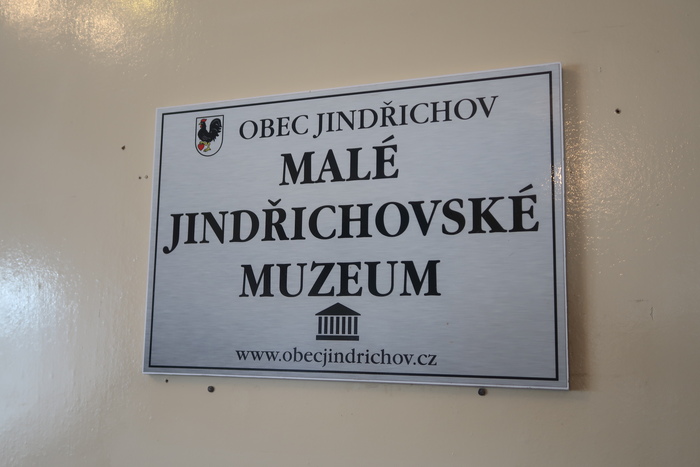 OBEC JINDŘICHOV
MALÉ
JINDŘICHOVSKÉ
MUZEUM
www.obecjindrichov.cz